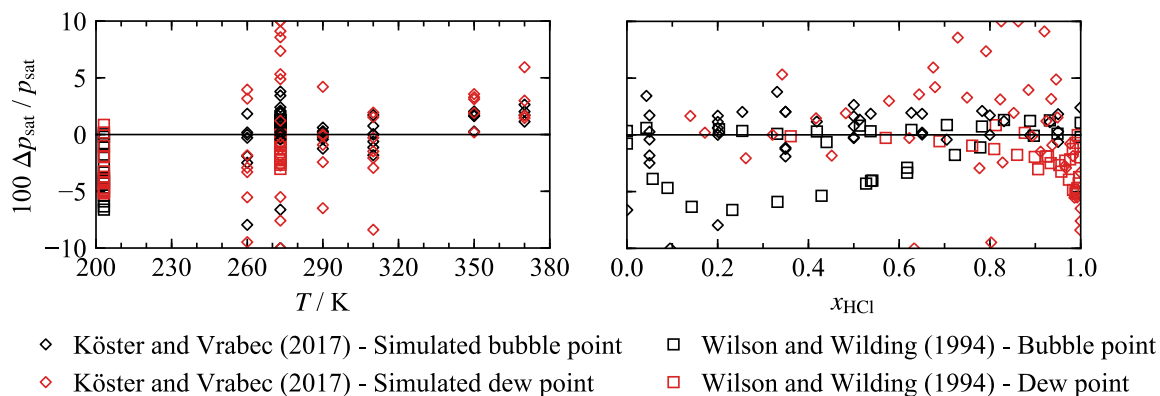 100 Δp_sat / p_sat
10
5
0
−5
−10
200 230 260 290 320 350 380
T / K
0.0 0.2 0.4 0.6 0.8 1.0
x_HCl
Köster and Vrabec (2017) - Simulated bubble point
Wilson and Wilding (1994) - Bubble point
Köster and Vrabec (2017) - Simulated dew point
Wilson and Wilding (1994) - Dew point